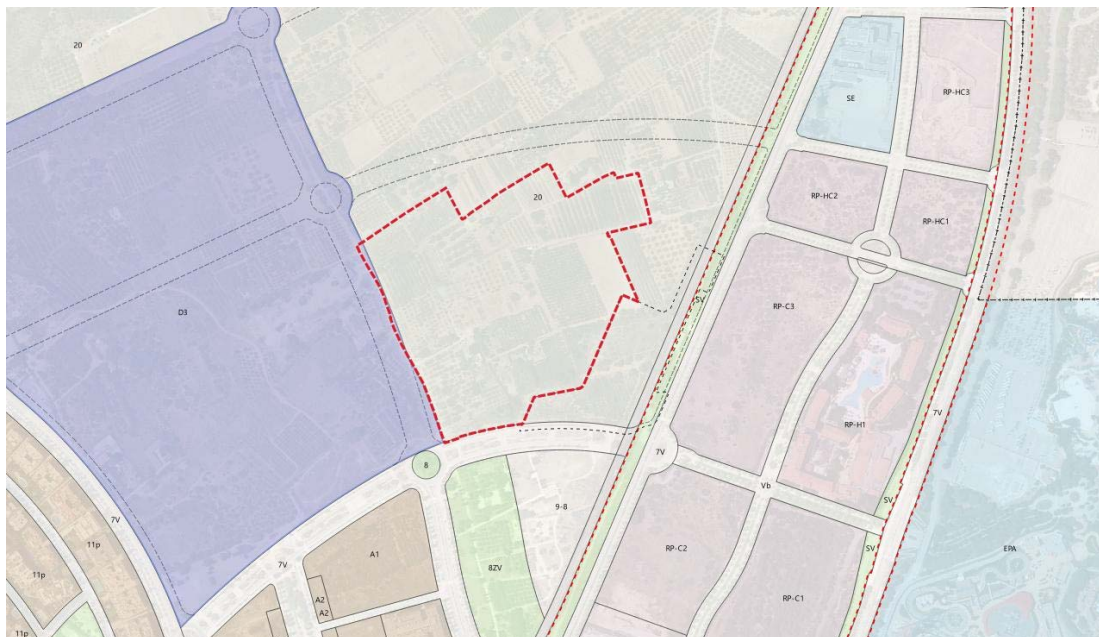 20
SE
RP-HC3
20
RP-HC2
RP-HC1
SV
RP-C3
D3
RP-H1
7V
7V
8
Vb
SV
9-8
7V
11p
RP-C2
SV
EPA
A1
7V
8ZV
11p
A2
A2
RP-C1
11p